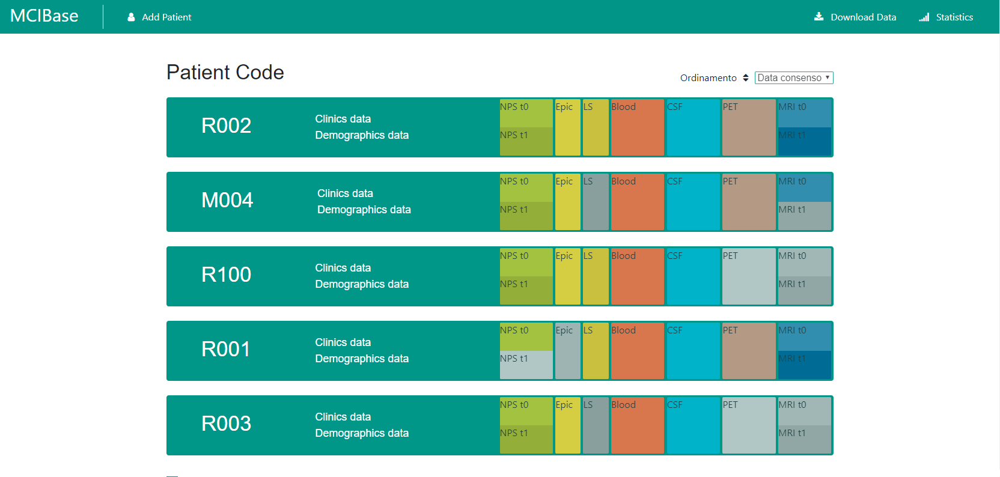 MCIBase Add Patient Download Data Statistics
Patient Code
Ordinamento Data consenso
R002
Clinics data
Demographics data
NPS t0 Epic LS Blood CSF PET MRI t0
NPS t1 MRI t1
M004
Clinics data
Demographics data
NPS t0 Epic LS Blood CSF PET MRI t0
NPS t1 MRI t1
R100
Clinics data
Demographics data
NPS t0 Epic LS Blood CSF PET MRI t0
NPS t1 MRI t1
R001
Clinics data
Demographics data
NPS t0 Epic LS Blood CSF PET MRI t0
NPS t1 MRI t1
R003
Clinics data
Demographics data
NPS t0 Epic LS Blood CSF PET MRI t0
NPS t1 MRI t1